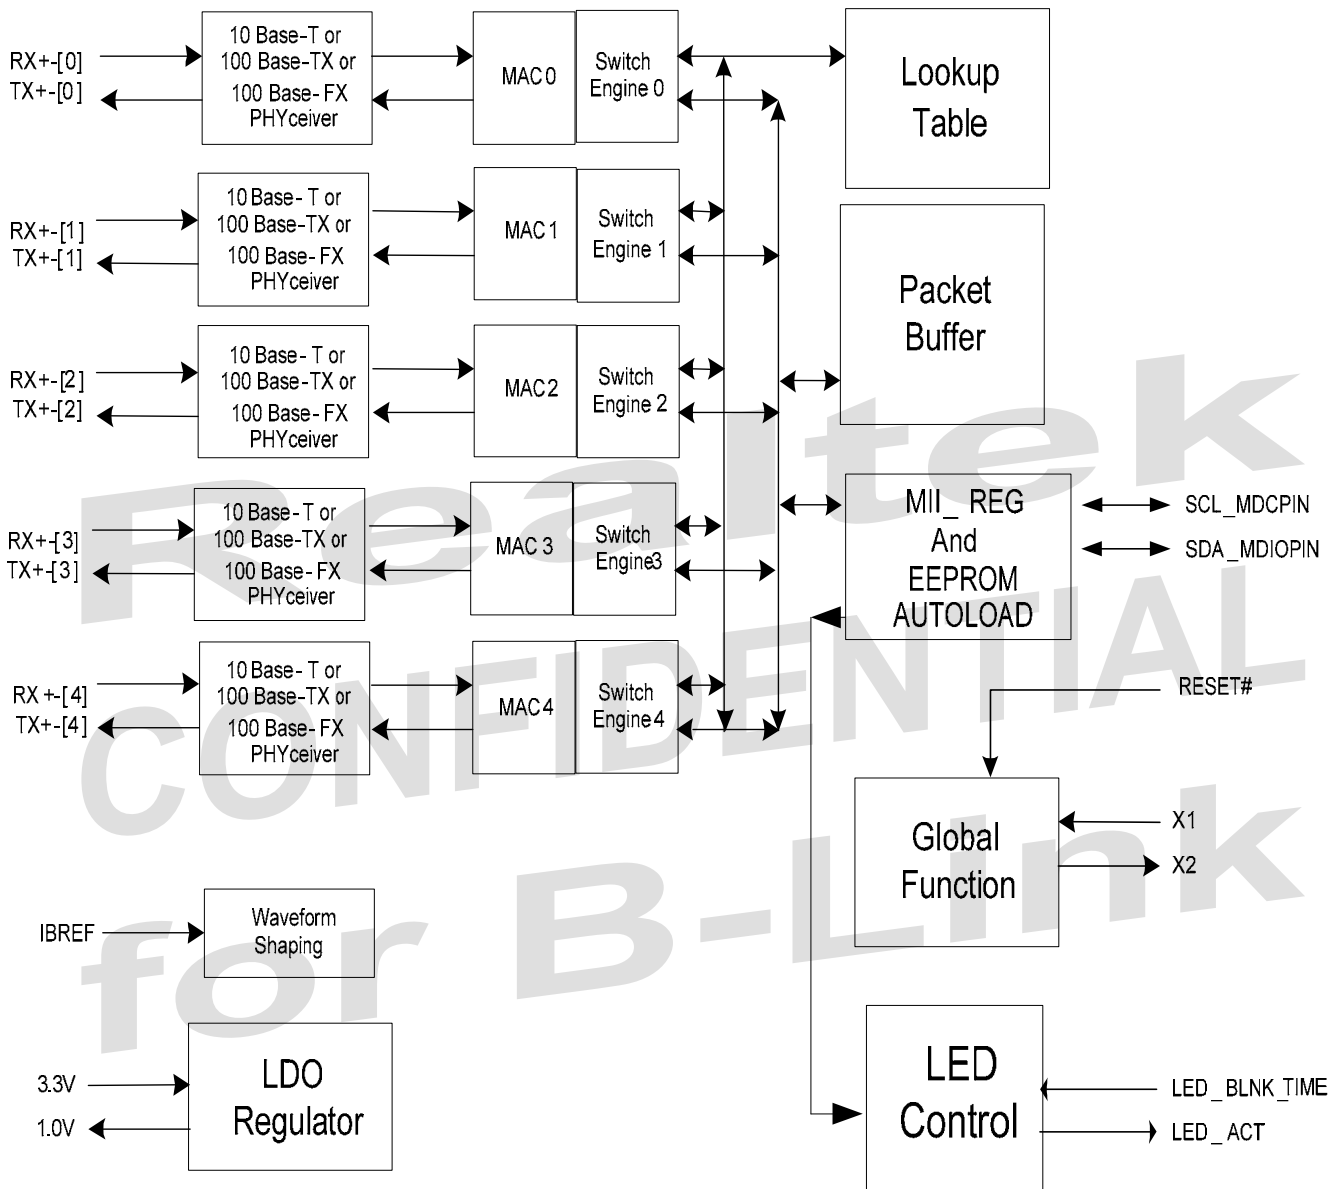 RX+-[0]
TX+-[0]
10 Base-T or
100 Base-TX or
100 Base-FX
PHYceiver
MAC 0
Switch
Engine 0
Lookup
Table
RX+-[1]
TX+-[1]
10 Base-T or
100 Base-TX or
100 Base-FX
PHYceiver
MAC 1
Switch
Engine 1
Packet
Buffer
RX+-[2]
TX+-[2]
10 Base-T or
100 Base-TX or
100 Base-FX
PHYceiver
MAC2
Switch
Engine 2
RX+-[3]
TX+-[3]
10 Base-T or
100 Base-TX or
100 Base-FX
PHYceiver
MAC 3
Switch
Engine3
MII_REG
And
EEPROM
AUTOLOAD
SCL_MDCPIN
SDA_MDIOPIN
RX+-[4]
TX+-[4]
10 Base-T or
100 Base-TX or
100 Base-FX
PHYceiver
MAC 4
Switch
Engine 4
RESET#
Global
Function
X1
X2
IBREF
Waveform
Shaping
3.3V
1.0V
LDO
Regulator
LED
Control
LED_BLNK_TIME
LED_ACT
Realtek
CONFIDENTIAL
for B-Link